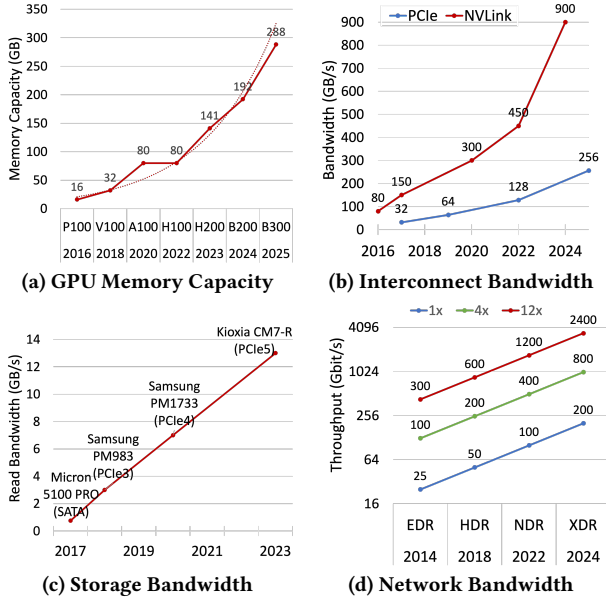 Memory Capacity (GB)
350
300
250
200
150
100
50
0
16
32
80
80
141
192
288
P100 V100 A100 H100 H200 B200 B300
2016 2018 2020 2022 2023 2024 2025
(a) GPU Memory Capacity
PCIe NVLink
Bandwidth (GB/s)
900
800
700
600
500
400
300
200
100
0
80
150
300
450
900
32
64
128
256
2016 2018 2020 2022 2024
(b) Interconnect Bandwidth
Read Bandwidth (GB/s)
14
12
10
8
6
4
2
0
Kioxia CM7-R
(PCIe5)
Samsung
PM1733
(PCIe4)
Samsung
PM983
(PCIe3)
Micron
5100 PRO
(SATA)
2017 2019 2021 2023
(c) Storage Bandwidth
1x 4x 12x
Throughput (Gbit/s)
4096
1024
256
64
16
300
600
1200
2400
100
200
400
800
25
50
100
200
EDR HDR NDR XDR
2014 2018 2022 2024
(d) Network Bandwidth